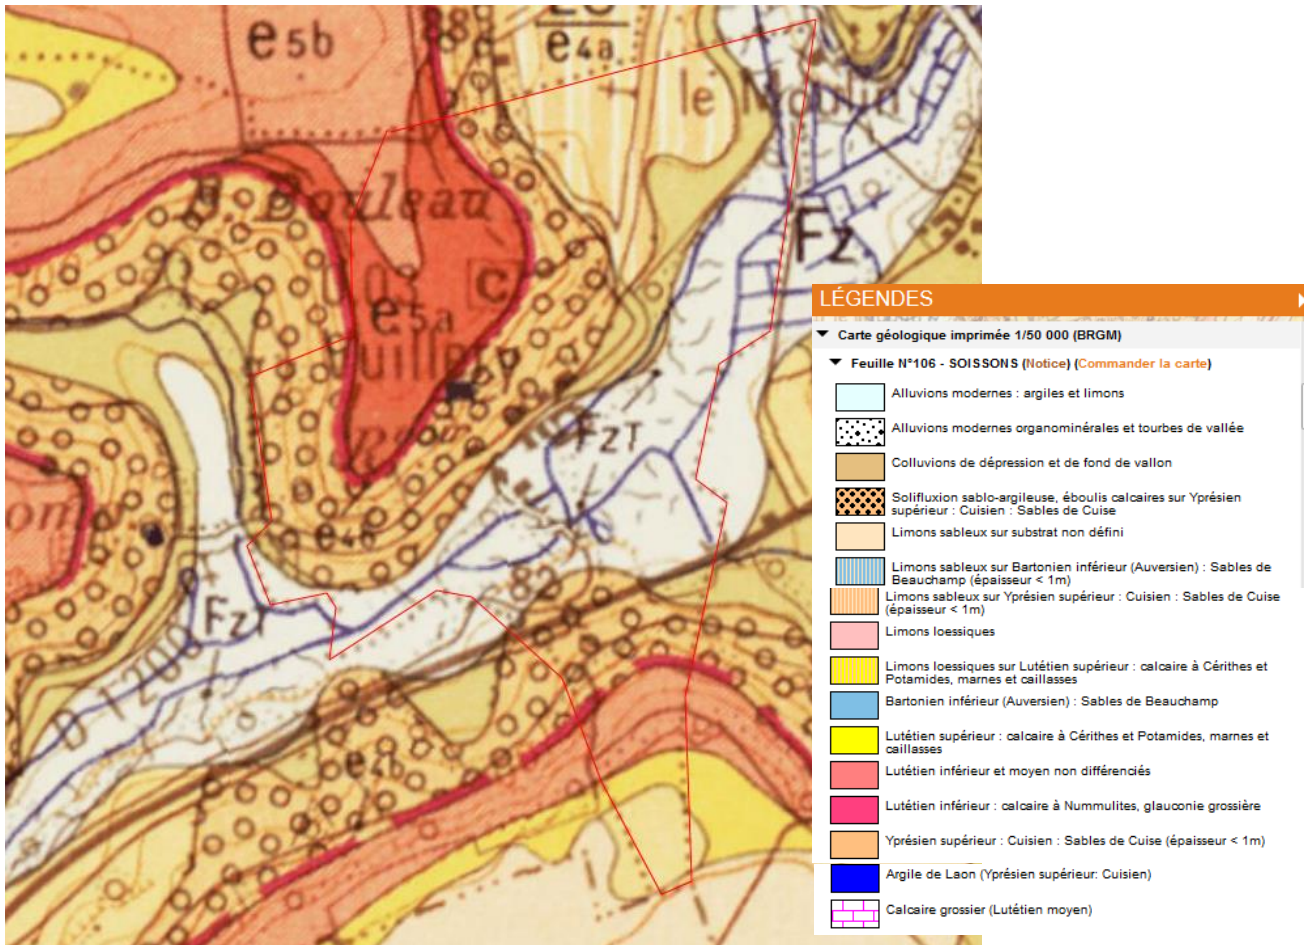 e5b
88
e4a
le Moulin
Bouleau
Fz
C
e5a
FzT
e4b
82
FzT
D 1200
e4b
LÉGENDES
Carte géologique imprimée 1/50 000 (BRGM)
Feuille N°106 - SOISSONS (Notice) (Commander la carte)
Alluvions modernes : argiles et limons
Alluvions modernes organominérales et tourbes de vallée
Colluvions de dépression et de fond de vallon
Solifluxion sablo-argileuse, éboulis calcaires sur Yprésien
supérieur : Cuisien : Sables de Cuise
Limons sableux sur substrat non défini
Limons sableux sur Bartonien inférieur (Auversien) : Sables de
Beauchamp (épaisseur < 1m)
Limons sableux sur Yprésien supérieur : Cuisien : Sables de Cuise
(épaisseur < 1m)
Limons loessiques
Limons loessiques sur Lutétien supérieur : calcaire à Cérithes et
Potamides, marnes et caillasses
Bartonien inférieur (Auversien) : Sables de Beauchamp
Lutétien supérieur : calcaire à Cérithes et Potamides, marnes et
caillasses
Lutétien inférieur et moyen non différenciés
Lutétien inférieur : calcaire à Nummulites, glauconie grossière
Yprésien supérieur : Cuisien : Sables de Cuise (épaisseur < 1m)
Argile de Laon (Yprésien supérieur: Cuisien)
Calcaire grossier (Lutétien moyen)